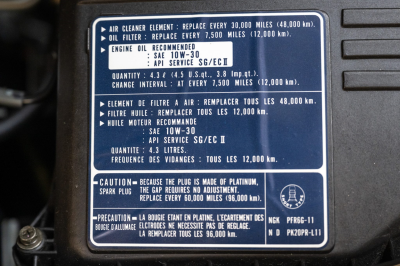 ▶ AIR CLEANER ELEMENT : REPLACE EVERY 30,000 MILES (48,000 km.)
▶ OIL FILTER : REPLACE EVERY 7,500 MILES (12,000 km.)
▶ ENGINE OIL RECOMMENDED
: SAE 10W-30
: API SERVICE SG/EC II
QUANTITY : 4.3 ℓ (4.5 U.S.qt., 3.8 Imp.qt.)
CHANGE INTERVAL : AT EVERY 7,500 MILES (12,000 km.)
▶ ELEMENT DE FILTRE A AIR : REMPLACER TOUS LES 48,000 km.
▶ FILTRE HUILE : REMPLACER TOUS LES 12,000 km.
▶ HUILE MOTEUR RECOMMANDE
: SAE 10W-30
: API SERVICE SG/EC II
QUANTITE : 4.3 LITRES.
FREQUENCE DES VIDANGES : TOUS LES 12,000 km.
▶ CAUTION ▶
SPARK PLUG
BECAUSE THE PLUG IS MADE OF PLATINUM,
THE GAP REQUIRES NO ADJUSTMENT.
REPLACE EVERY 60,000 MILES (96,000 km.)
▶ PRECAUTION ▶
BOUGIE D'ALLUMAGE
LA BOUGIE ETANT EN PLATINE, L'ECARTEMENT DES
ELECTRODES NE NECESSITE PAS DE REGLAGE.
LA REMPLACER TOUS LES 96,000 km.
NGK PFR6G-11
N D PK20PR-L11